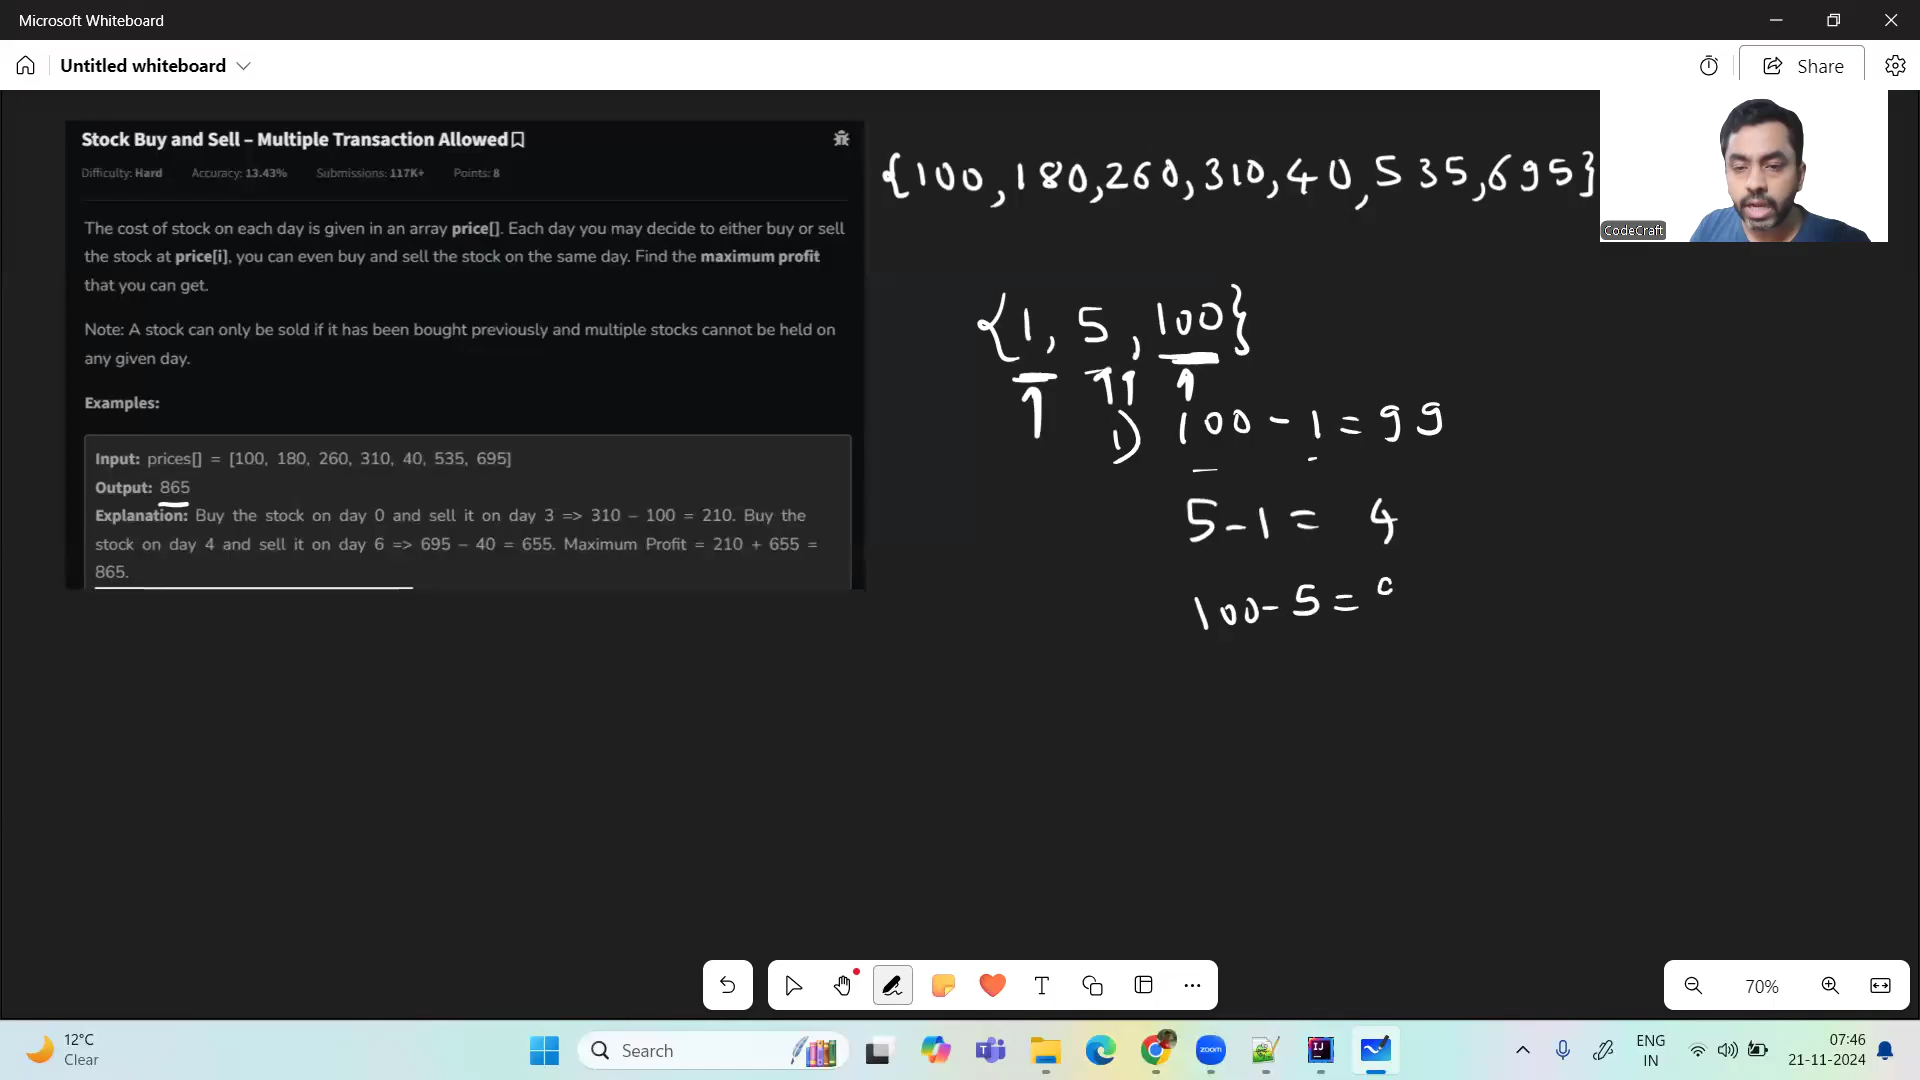 Microsoft Whiteboard
Untitled whiteboard
Share
Stock Buy and Sell – Multiple Transaction Allowed
Difficulty: Hard Accuracy: 13.43% Submissions: 117K+ Points: 8
The cost of stock on each day is given in an array price[]. Each day you may decide to either buy or sell
the stock at price[i], you can even buy and sell the stock on the same day. Find the maximum profit
that you can get.
Note: A stock can only be sold if it has been bought previously and multiple stocks cannot be held on
any given day.
Examples:
Input: prices[] = [100, 180, 260, 310, 40, 535, 695]
Output: 865
Explanation: Buy the stock on day 0 and sell it on day 3 => 310 – 100 = 210. Buy the
stock on day 4 and sell it on day 6 => 695 – 40 = 655. Maximum Profit = 210 + 655 =
865.
{100,180,260,310,40,535,695}
CodeCraft
{1, 5, 100}
1) 100 - 1 = 99
5 - 1 = 4
100 - 5 =
70%
12°C
Clear
Search
zoom
IJ
ENG
IN
07:46
21-11-2024